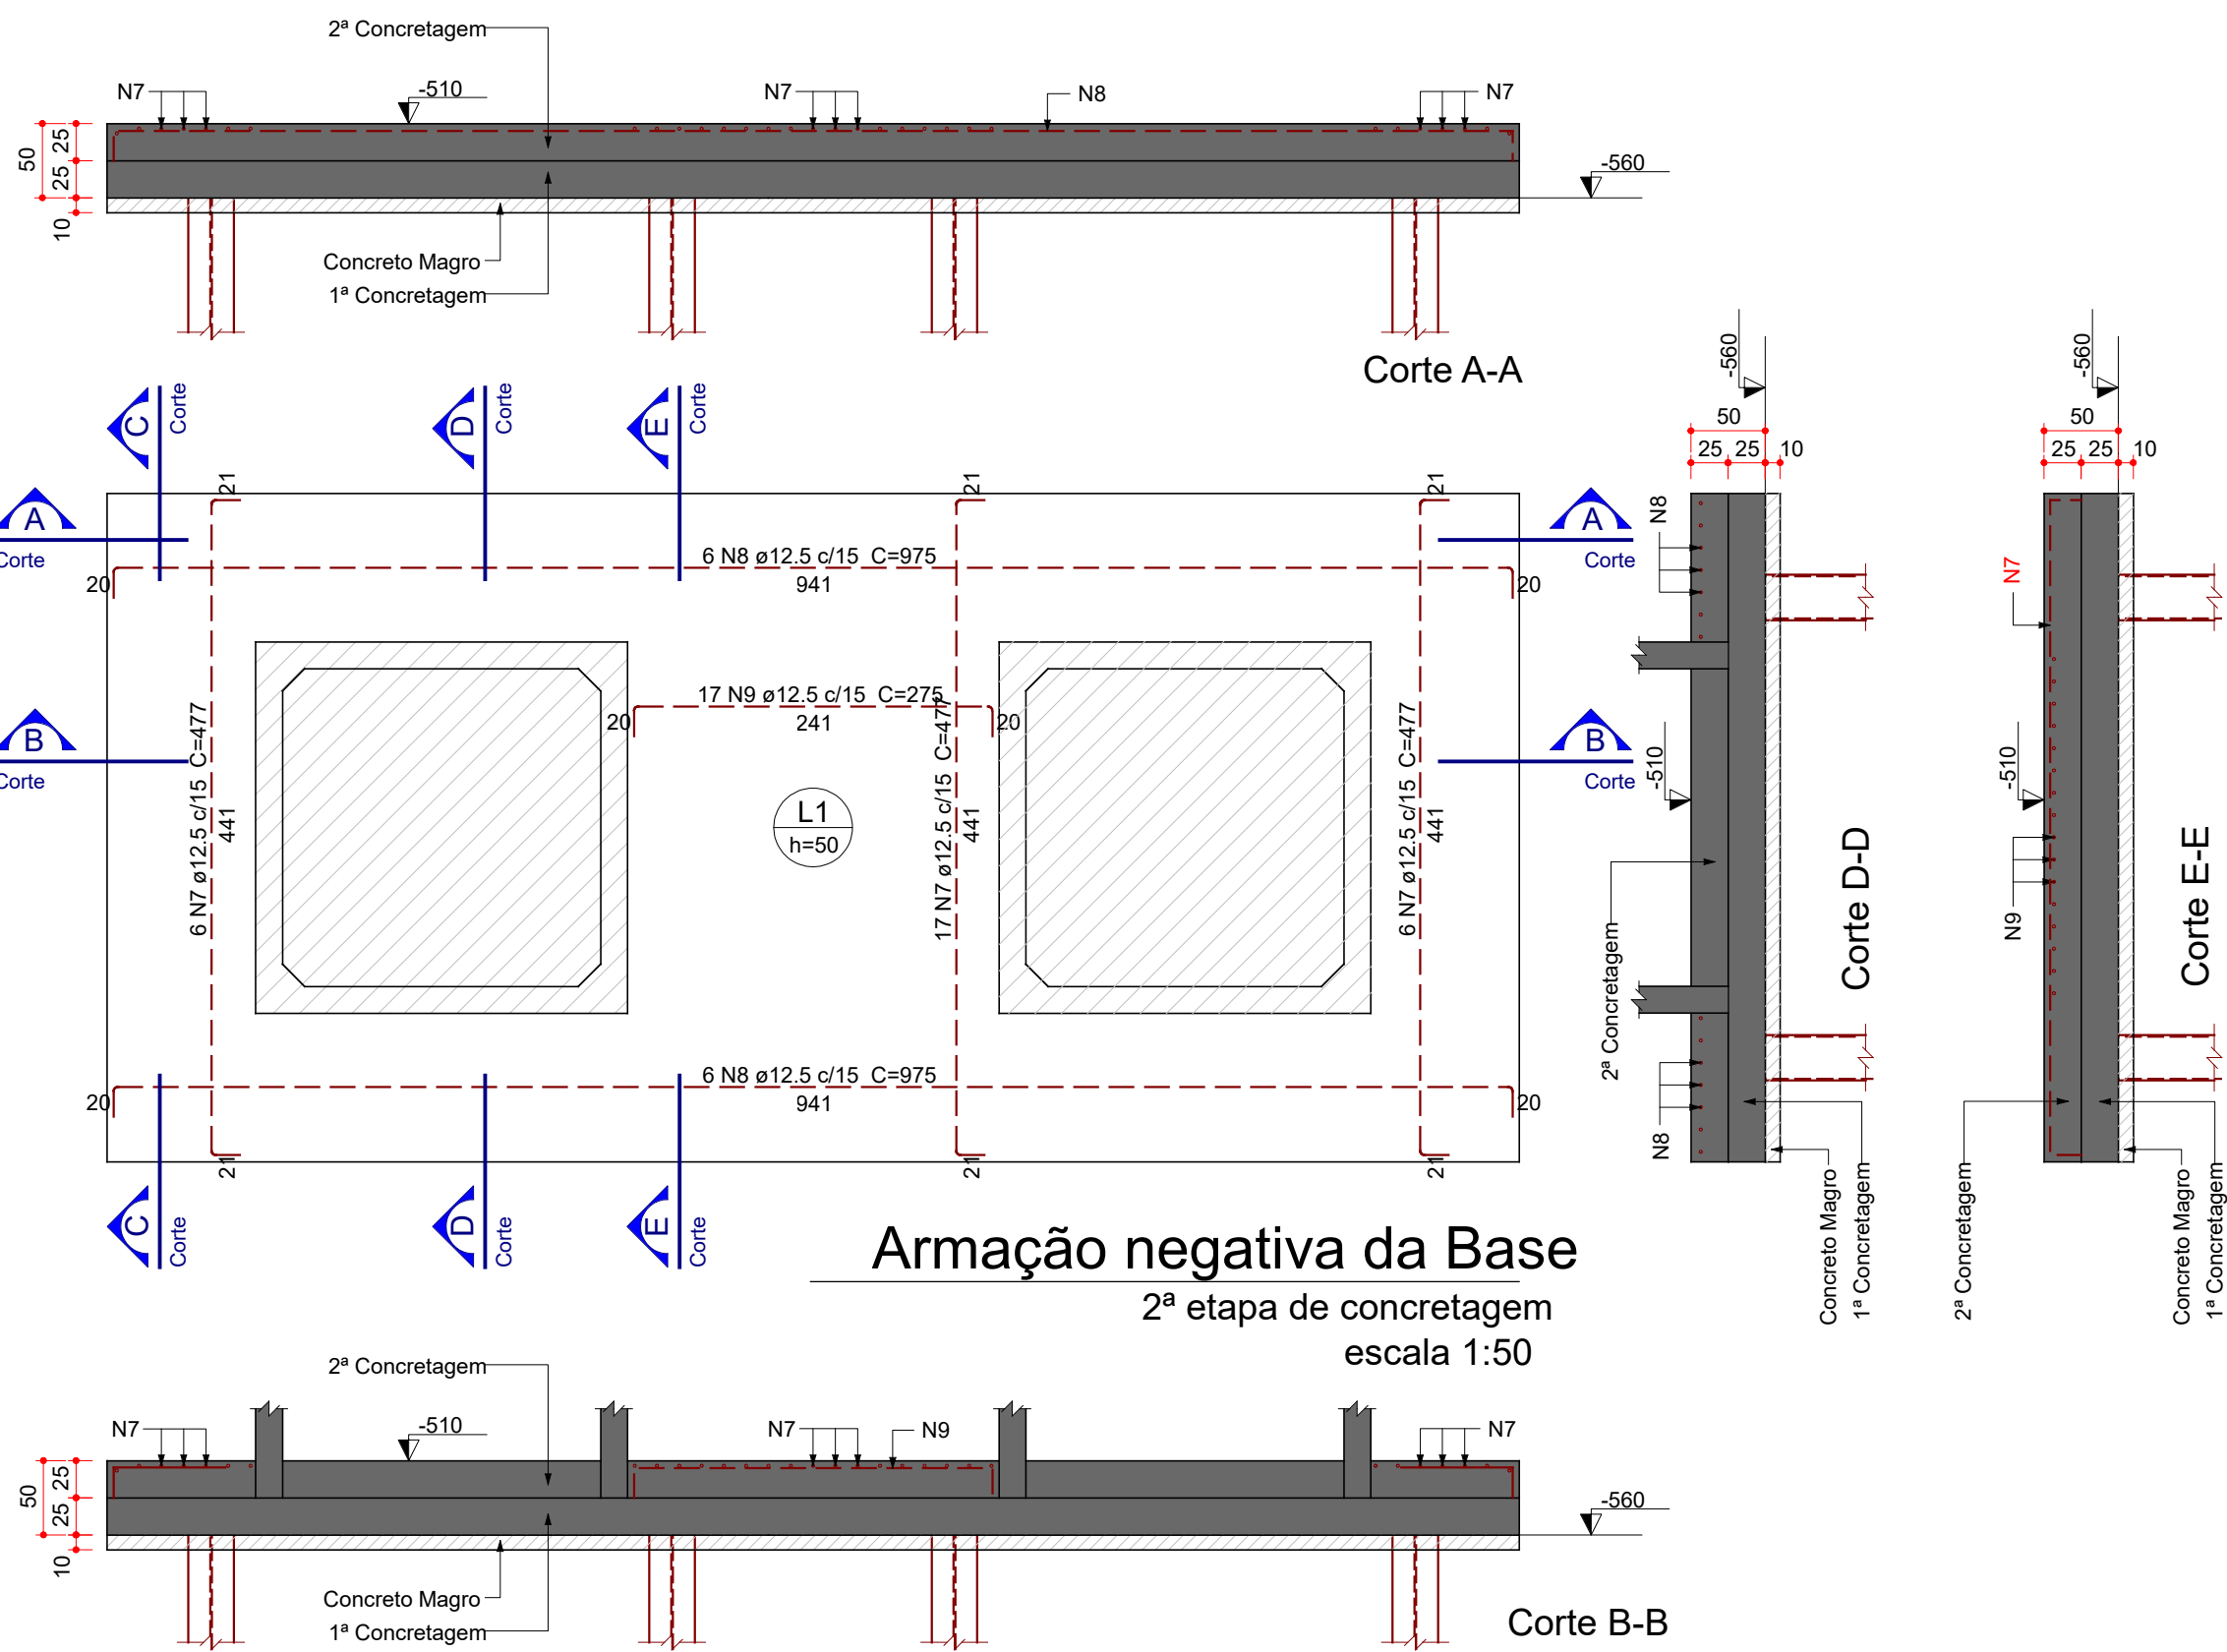 2ª Concretagem
N7
-510
N7
N8
N7
50
25
25
10
-560
Concreto Magro
1ª Concretagem
Corte A-A
C
Corte
D
Corte
E
Corte
A
Corte
A
Corte
B
Corte
B
Corte
21
21
21
6 N8 ø12.5 c/15 C=975
941
20
20
17 N9 ø12.5 c/15 C=275
241
20
20
6 N7 ø12.5 c/15 C=477
441
17 N7 ø12.5 c/15 C=477
441
6 N7 ø12.5 c/15 C=477
441
L1
h=50
6 N8 ø12.5 c/15 C=975
941
20
20
21
21
21
C
Corte
D
Corte
E
Corte
-560
50
25
25
10
N8
-510
2ª Concretagem
N8
Concreto Magro
1ª Concretagem
Corte D-D
-560
50
25
25
10
N7
-510
N9
2ª Concretagem
Concreto Magro
1ª Concretagem
Corte E-E
Armação negativa da Base
2ª etapa de concretagem
escala 1:50
2ª Concretagem
N7
-510
N7
N9
N7
50
25
25
10
-560
Concreto Magro
1ª Concretagem
Corte B-B